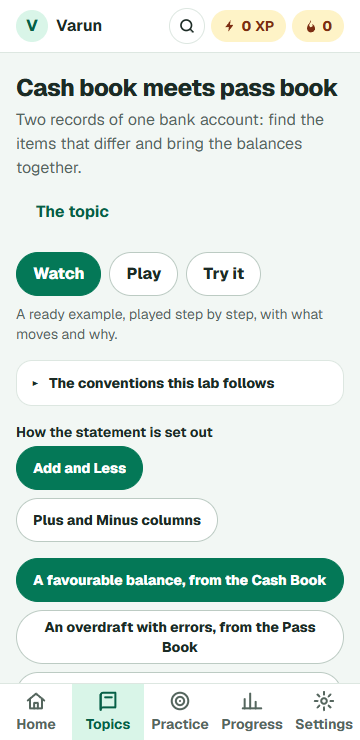 V Varun 0 XP 0
Cash book meets pass book
Two records of one bank account: find the
items that differ and bring the balances
together.
The topic
Watch Play Try it
A ready example, played step by step, with what
moves and why.
The conventions this lab follows
How the statement is set out
Add and Less
Plus and Minus columns
A favourable balance, from the Cash Book
An overdraft with errors, from the Pass
Book
Home Topics Practice Progress Settings